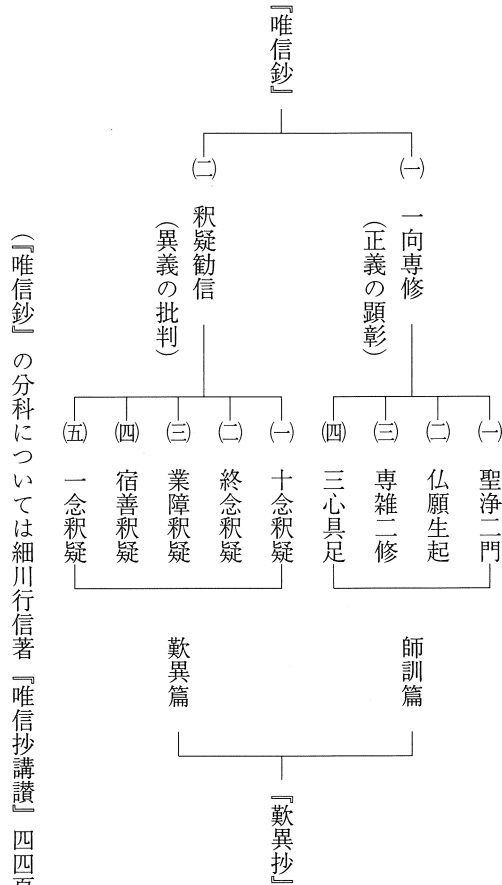 『唯信鈔』
㈠　一向専修
（正義の顕彰）
㈠　聖浄二門
㈡　仏願生起
㈢　専雑二修
㈣　三心具足
㈡　釈疑勧信
（異義の批判）
㈠　十念釈疑
㈡　終念釈疑
㈢　業障釈疑
㈣　宿善釈疑
㈤　一念釈疑
師訓篇
歎異篇
『歎異抄』
（『唯信鈔』の分科については細川行信著『唯信抄講讃』四四頁